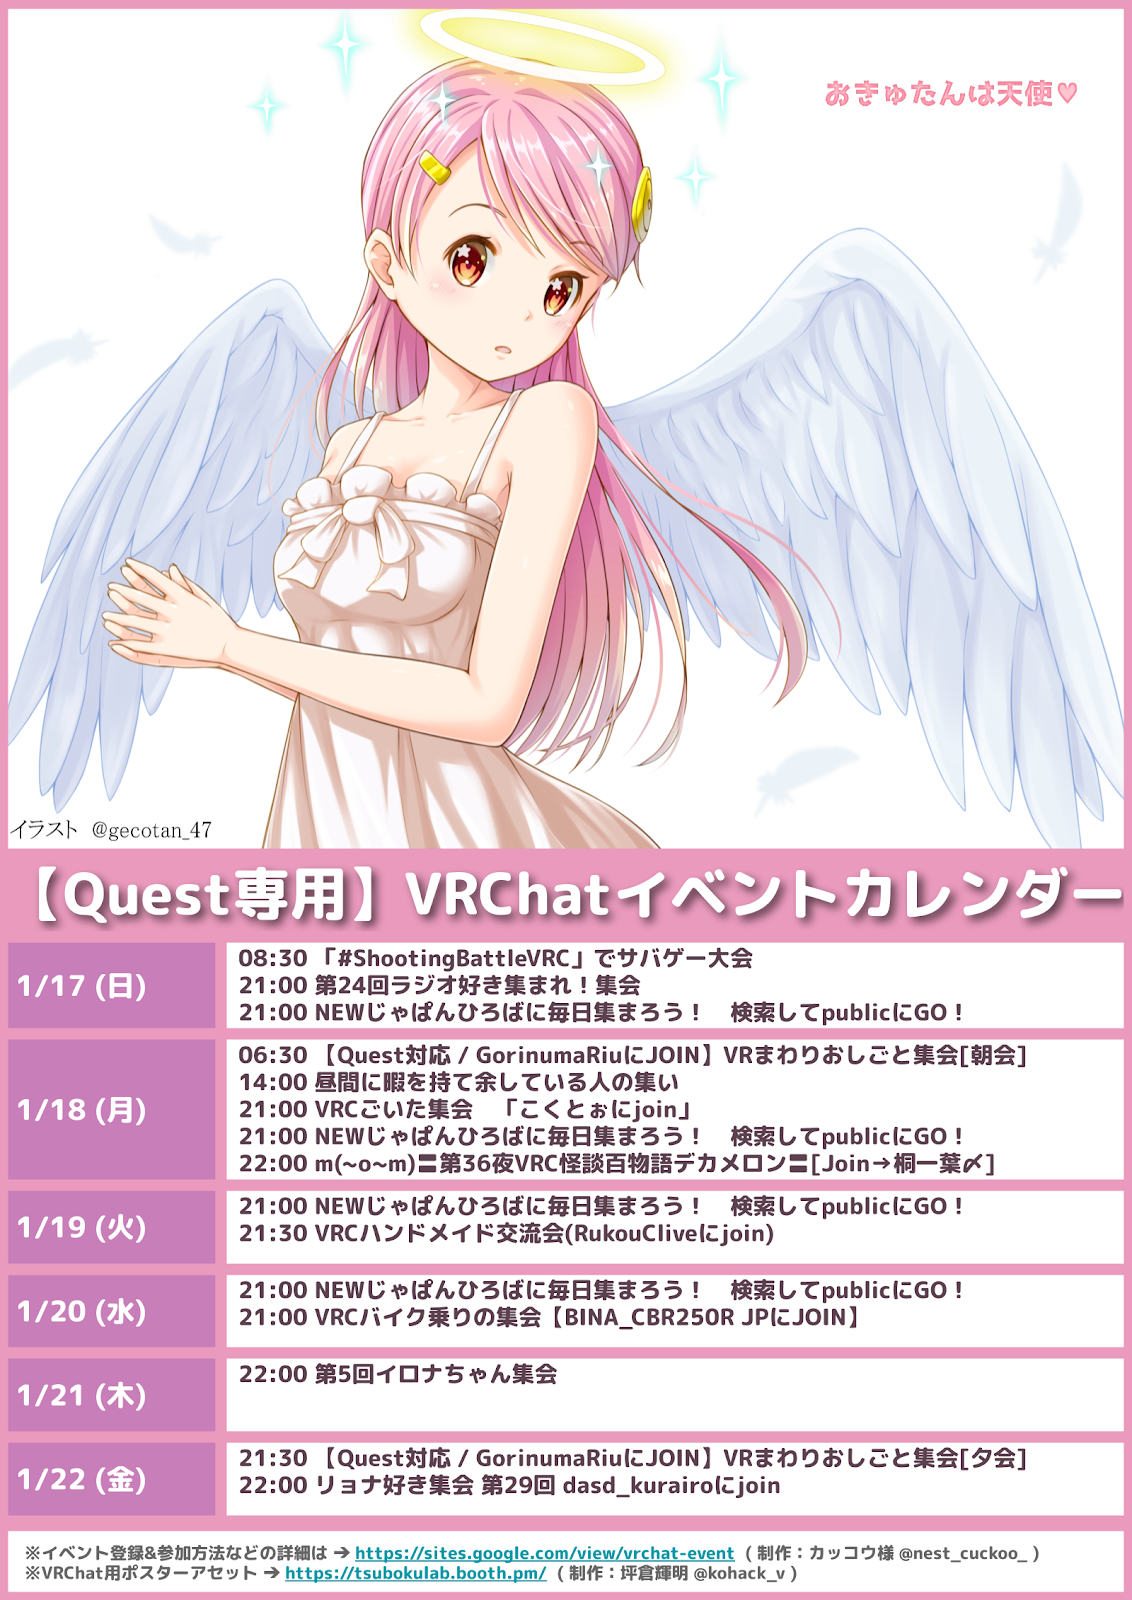 おきゅたんは天使♥
イラスト @gecotan_47
【Quest専用】VRChatイベントカレンダー
1/17 (日)
08:30 「#ShootingBattleVRC」でサバゲー大会
21:00 第24回ラジオ好き集まれ！集会
21:00 NEWじゃぱんひろばに毎日集まろう！　検索してpublicにGO！
1/18 (月)
06:30 【Quest対応 / GorinumaRiuにJOIN】VRまわりおしごと集会[朝会]
14:00 昼間に暇を持て余している人の集い
21:00 VRCごいた集会　「こくとぉにjoin」
21:00 NEWじゃぱんひろばに毎日集まろう！　検索してpublicにGO！
22:00 m(~o~m)〓第36夜VRC怪談百物語デカメロン〓[Join→桐一葉〆]
1/19 (火)
21:00 NEWじゃぱんひろばに毎日集まろう！　検索してpublicにGO！
21:30 VRCハンドメイド交流会(RukouCliveにjoin)
1/20 (水)
21:00 NEWじゃぱんひろばに毎日集まろう！　検索してpublicにGO！
21:00 VRCバイク乗りの集会【BINA_CBR250R JPにJOIN】
1/21 (木)
22:00 第5回イロナちゃん集会
1/22 (金)
21:30 【Quest対応 / GorinumaRiuにJOIN】VRまわりおしごと集会[夕会]
22:00 リョナ好き集会 第29回 dasd_kurairoにjoin
※イベント登録&参加方法などの詳細は → https://sites.google.com/view/vrchat-event ( 制作：カッコウ様 @nest_cuckoo_ )
※VRChat用ポスターアセット → https://tsubokulab.booth.pm/ ( 制作：坪倉輝明 @kohack_v )